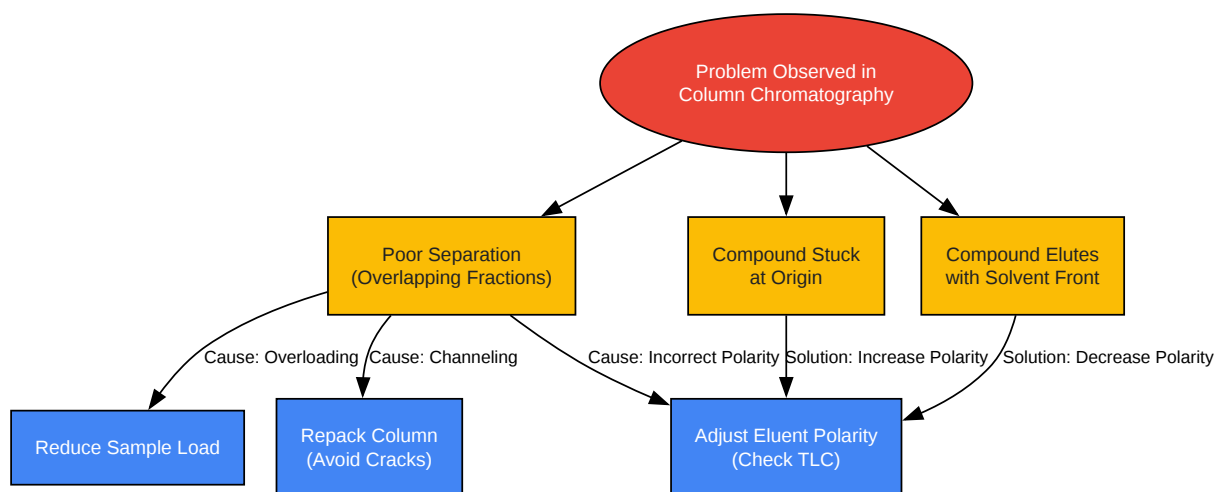 Problem Observed in
Column Chromatography
Poor Separation
(Overlapping Fractions)
Compound Stuck
at Origin
Compound Elutes
with Solvent Front
Cause: Overloading
Cause: Channeling
Cause: Incorrect Polarity
Solution: Increase Polarity
Solution: Decrease Polarity
Reduce Sample Load
Repack Column
(Avoid Cracks)
Adjust Eluent Polarity
(Check TLC)